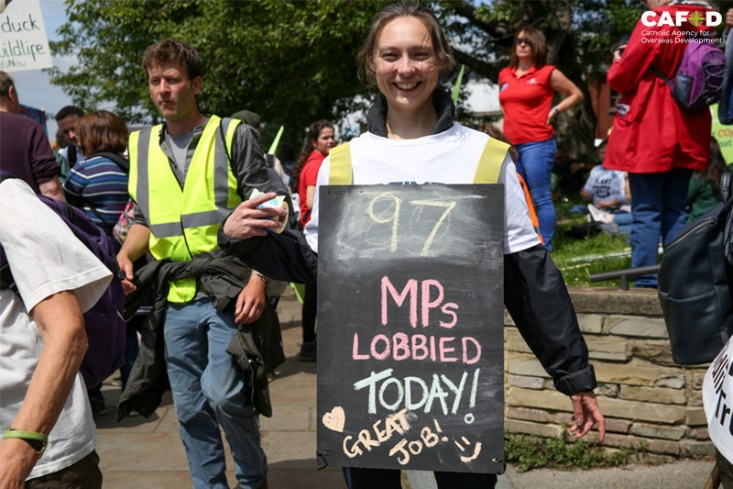 duck
Wildlife
CAFOD
Catholic Agency for
Overseas Development
97
MPs
LOBBIED
TODAY!
GREAT
JOB!